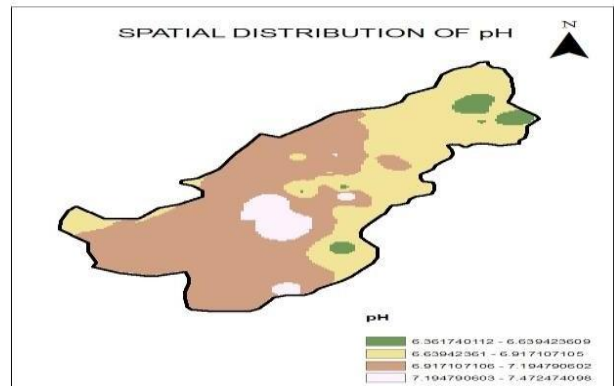 SPATIAL DISTRIBUTION OF pH
N
pH
6.361740112 - 6.639423609
6.63942361 - 6.917107105
6.917107106 - 7.194790602
7.194790603 - 7.472474098